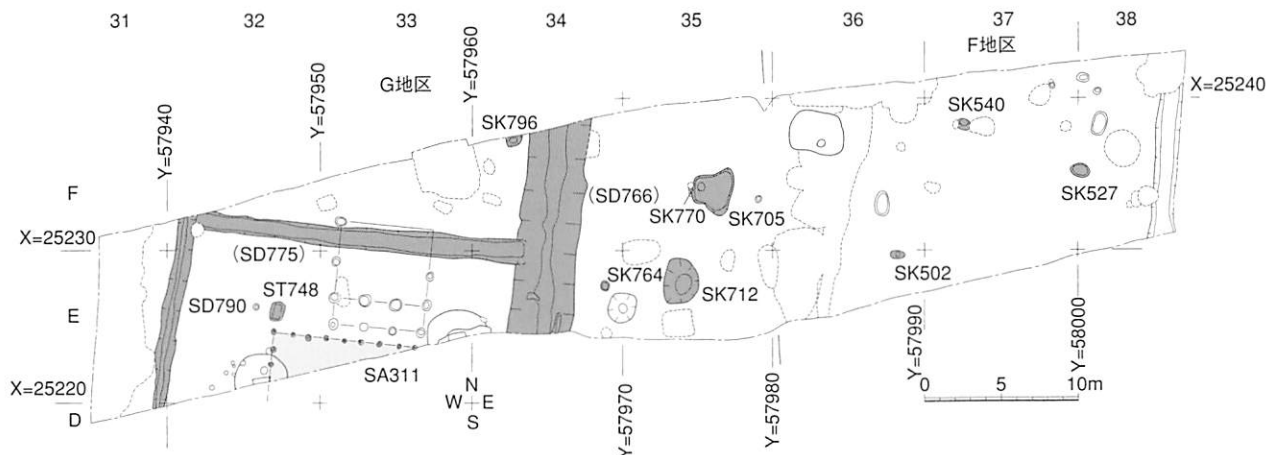 31 32 33 34 35 36 37 38
G地区
F地区
Y=57940
Y=57950
Y=57960
X=25240
SK796
SK540
F
(SD766)
SK770
SK705
SK527
X=25230
(SD775)
SK764
SK502
SD790
ST748
SK712
E
SA311
X=25220
D
N
W E
S
Y=57970
Y=57980
Y=57990
Y=58000
0 5 10m